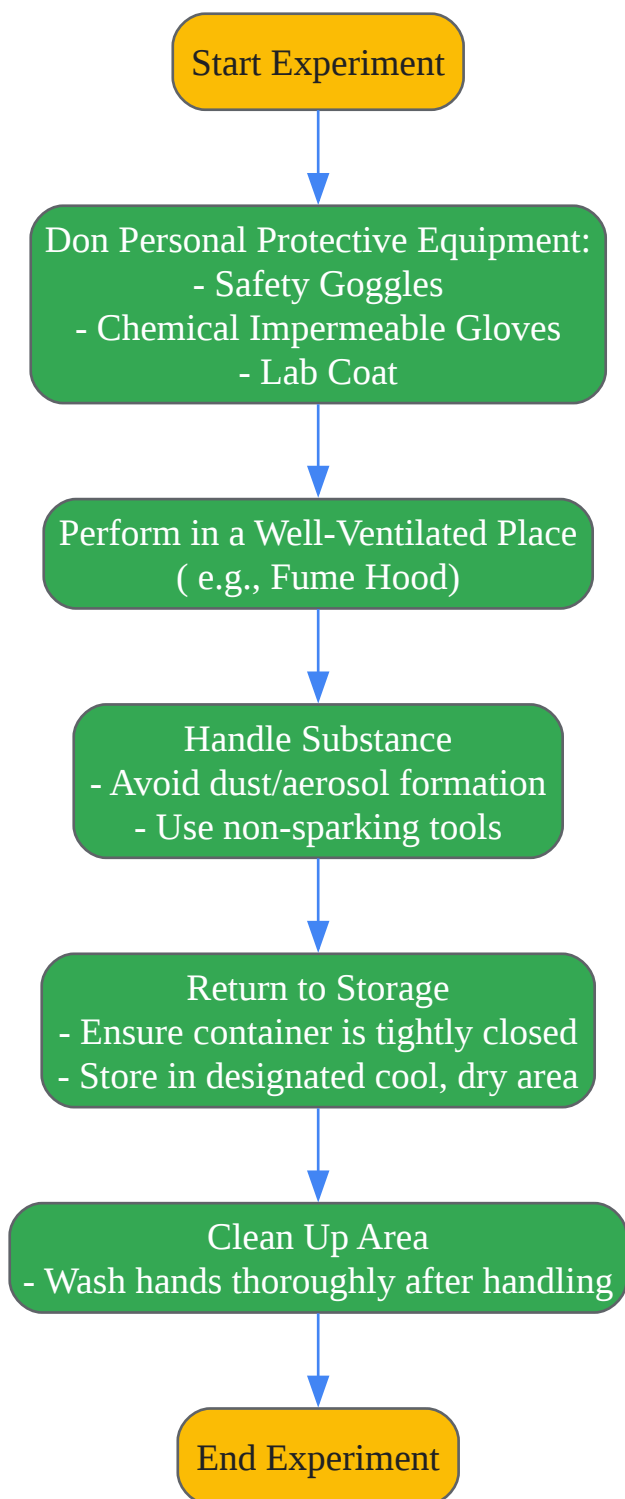 Start Experiment
Don Personal Protective Equipment:
- Safety Goggles
- Chemical Impermeable Gloves
- Lab Coat
Perform in a Well-Ventilated Place
( e.g., Fume Hood)
Handle Substance
- Avoid dust/aerosol formation
- Use non-sparking tools
Return to Storage
- Ensure container is tightly closed
- Store in designated cool, dry area
Clean Up Area
- Wash hands thoroughly after handling
End Experiment